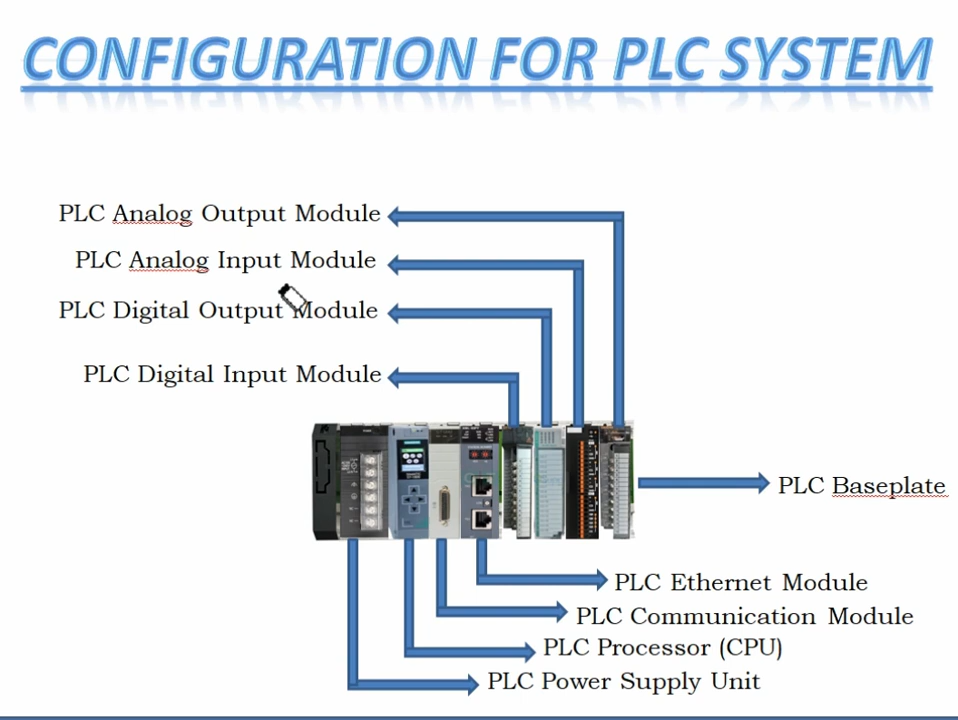 CONFIGURATION FOR PLC SYSTEM
PLC Analog Output Module
PLC Analog Input Module
PLC Digital Output Module
PLC Digital Input Module
PLC Baseplate
PLC Ethernet Module
PLC Communication Module
PLC Processor (CPU)
PLC Power Supply Unit